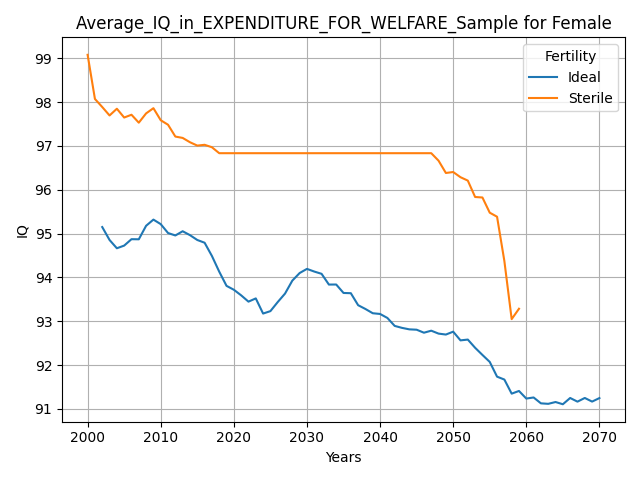 Average_IQ_in_EXPENDITURE_FOR_WELFARE_Sample for Female
Fertility
Ideal
Sterile
99
98
97
96
95
94
93
92
91
IQ
2000 2010 2020 2030 2040 2050 2060 2070
Years